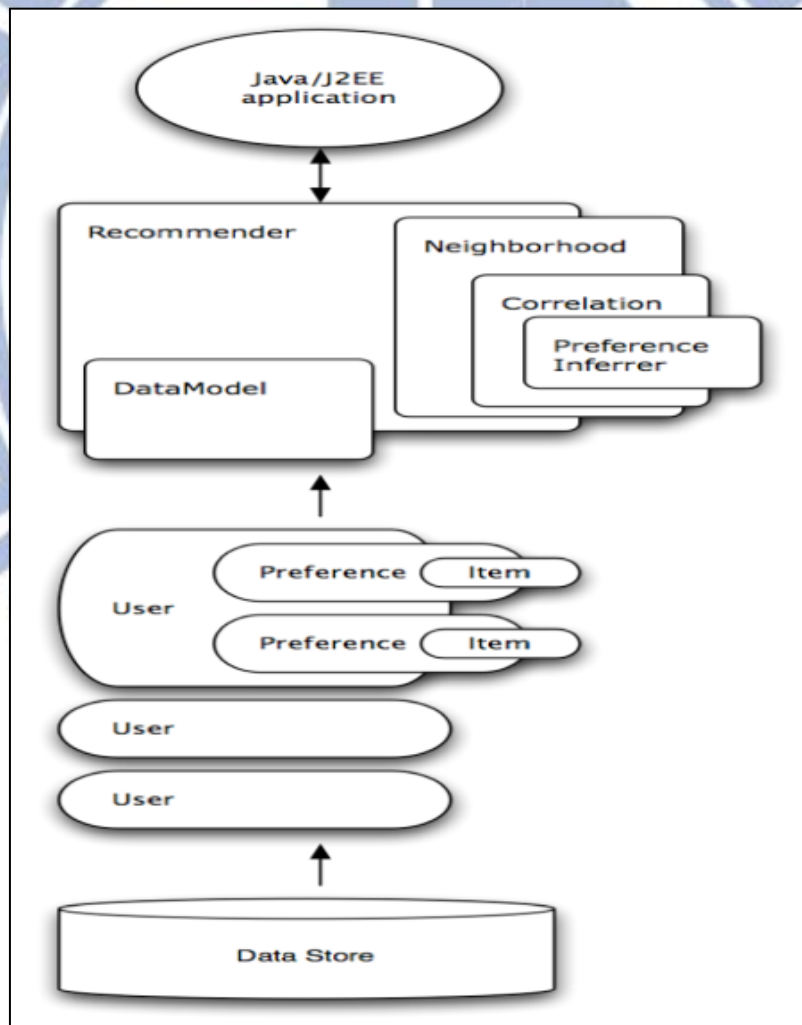 Java/J2EE
application
Recommender
Neighborhood
Correlation
Preference
Inferrer
DataModel
User
Preference
Item
Preference
Item
User
User
Data Store